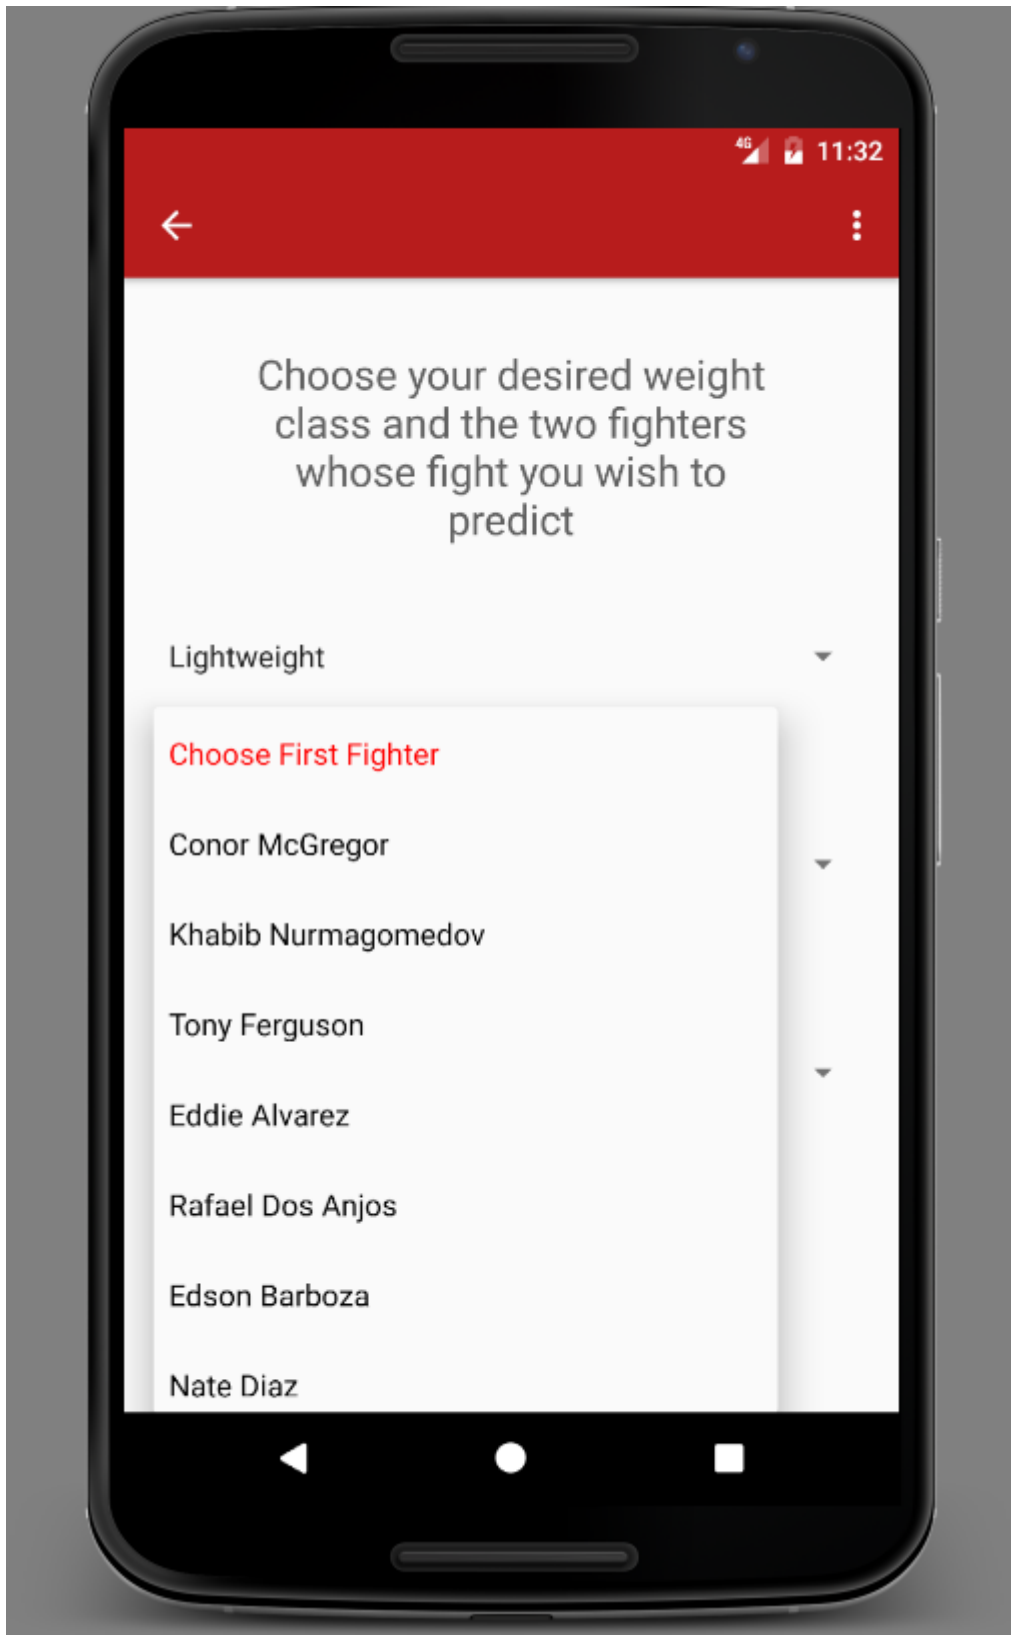 4G 11:32
Choose your desired weight
class and the two fighters
whose fight you wish to
predict
Lightweight
Choose First Fighter
Conor McGregor
Khabib Nurmagomedov
Tony Ferguson
Eddie Alvarez
Rafael Dos Anjos
Edson Barboza
Nate Diaz